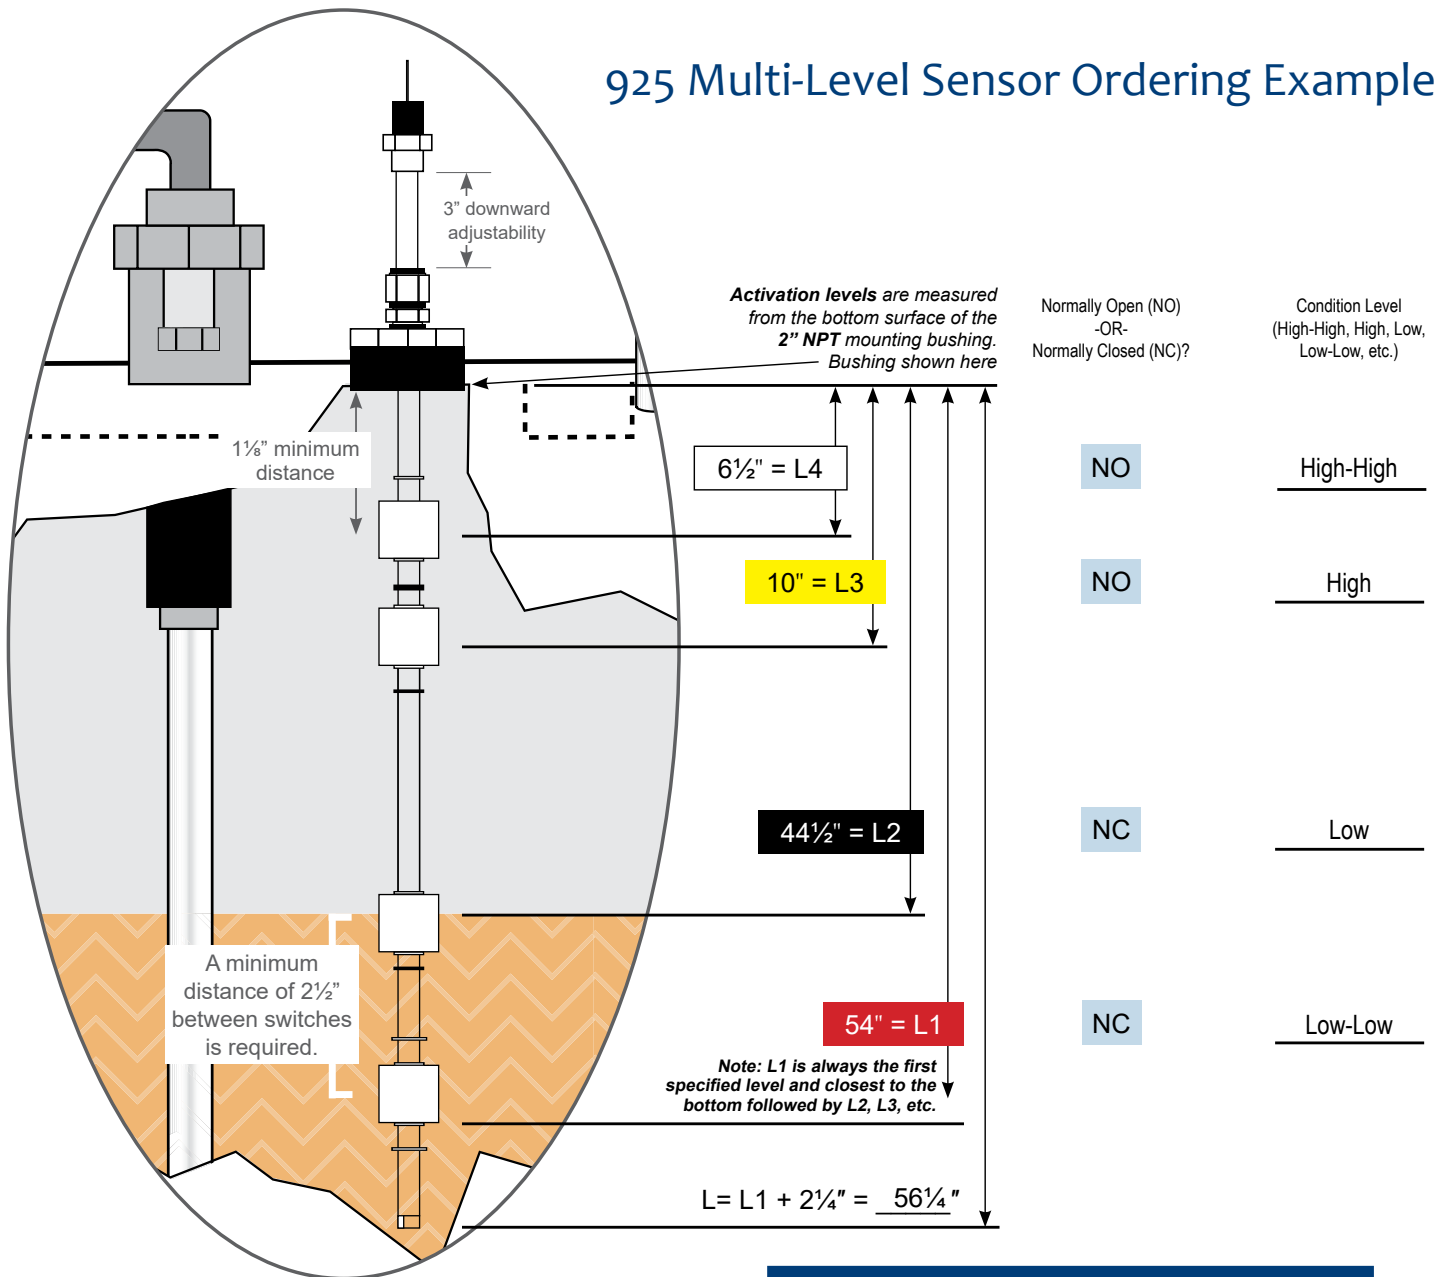 925 Multi-Level Sensor Ordering Example
3” downward
adjustability
Activation levels are measured
from the bottom surface of the
2” NPT mounting bushing.
Bushing shown here
Normally Open (NO)
-OR-
Normally Closed (NC)?
Condition Level
(High-High, High, Low,
Low-Low, etc.)
1⅛” minimum
distance
6½" = L4
NO
High-High
10" = L3
NO
High
44½" = L2
NC
Low
A minimum
distance of 2½”
between switches
is required.
54" = L1
NC
Low-Low
Note: L1 is always the first
specified level and closest to the
bottom followed by L2, L3, etc.
L= L1 + 2¼" = 56¼"